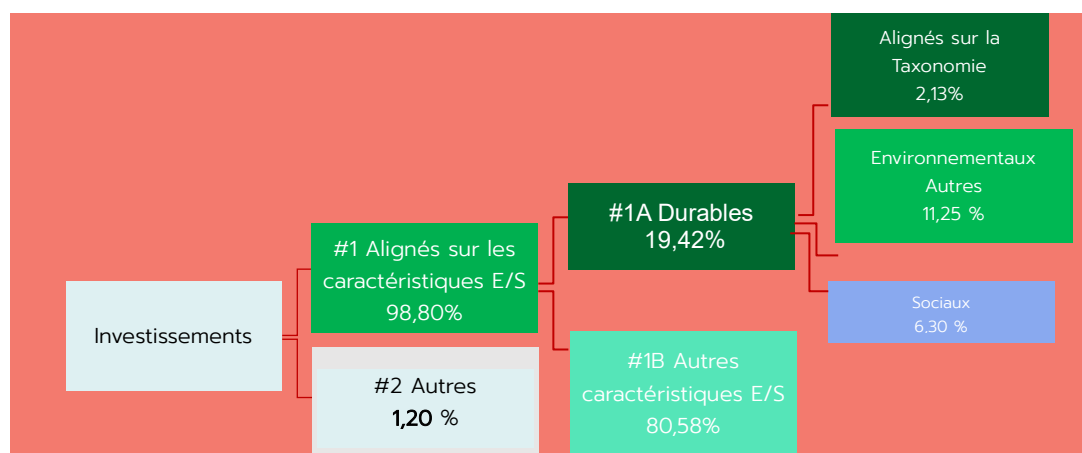 Investissements
#1 Alignés sur les
caractéristiques E/S
98,80%
#2 Autres
1,20 %
#1A Durables
19,42%
#1B Autres
caractéristiques E/S
80,58%
Alignés sur la
Taxonomie
2,13%
Environnementaux
Autres
11,25 %
Sociaux
6,30 %